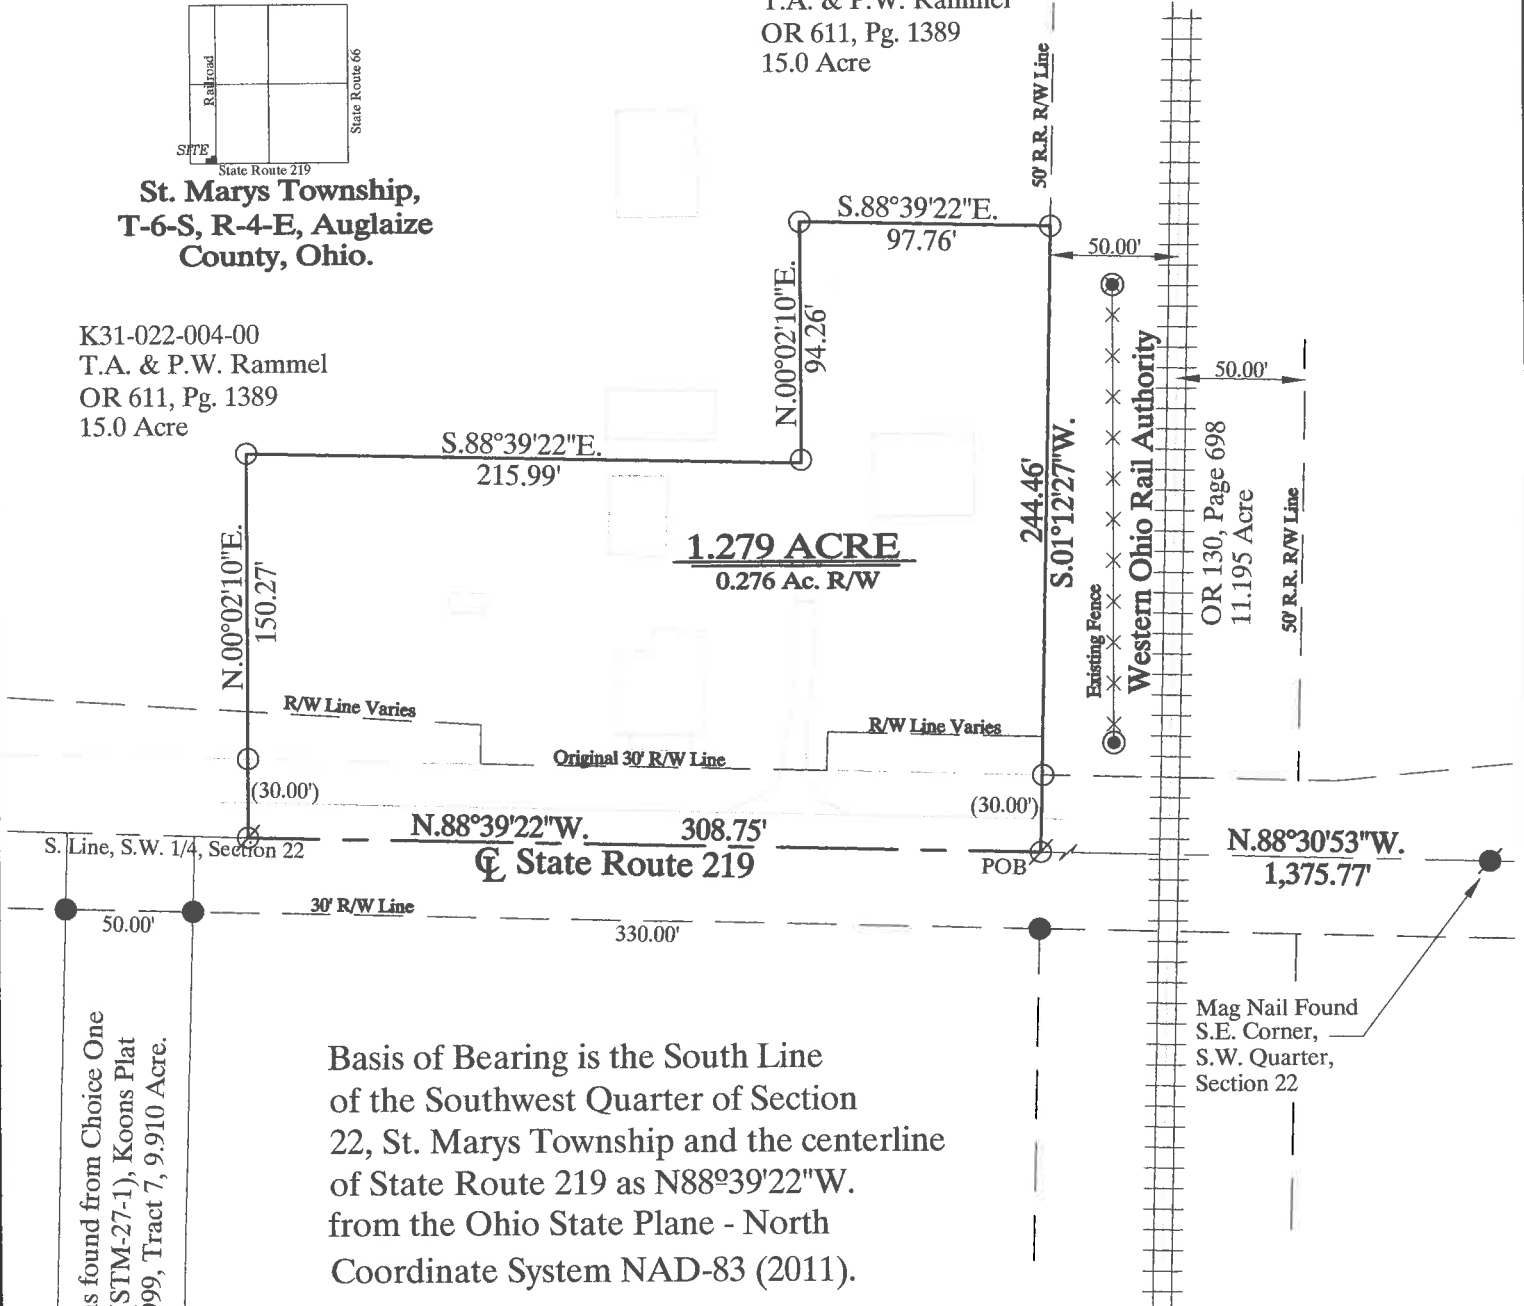 T.A. & P.W. Rammel
OR 611, Pg. 1389
15.0 Acre
Railroad
State Route 66
SITE
State Route 219
St. Marys Township,
T-6-S, R-4-E, Auglaize
County, Ohio.
50' R.R. R/W Line
S.88°39'22"E.
97.76'
50.00'
N.00°02'10"E.
94.26'
K31-022-004-00
T.A. & P.W. Rammel
OR 611, Pg. 1389
15.0 Acre
S.88°39'22"E.
215.99'
50.00'
244.46'
S.01°12'27"W.
Existing Fence
Western Ohio Rail Authority
OR 130, Page 698
11.195 Acre
50' R.R. R/W Line
1.279 ACRE
0.276 Ac. R/W
N.00°02'10"E.
150.27'
R/W Line Varies
R/W Line Varies
Original 30' R/W Line
(30.00')
(30.00')
N.88°39'22"W. 308.75'
℄ State Route 219
S. Line, S.W. 1/4, Section 22
POB
N.88°30'53"W.
1,375.77'
30' R/W Line
50.00'
330.00'
Mag Nail Found
S.E. Corner,
S.W. Quarter,
Section 22
found from Choice One
STM-27-1), Koons Plat
Tract 7, 9.910 Acre.
Basis of Bearing is the South Line
of the Southwest Quarter of Section
22, St. Marys Township and the centerline
of State Route 219 as N88º39'22"W.
from the Ohio State Plane - North
Coordinate System NAD-83 (2011).